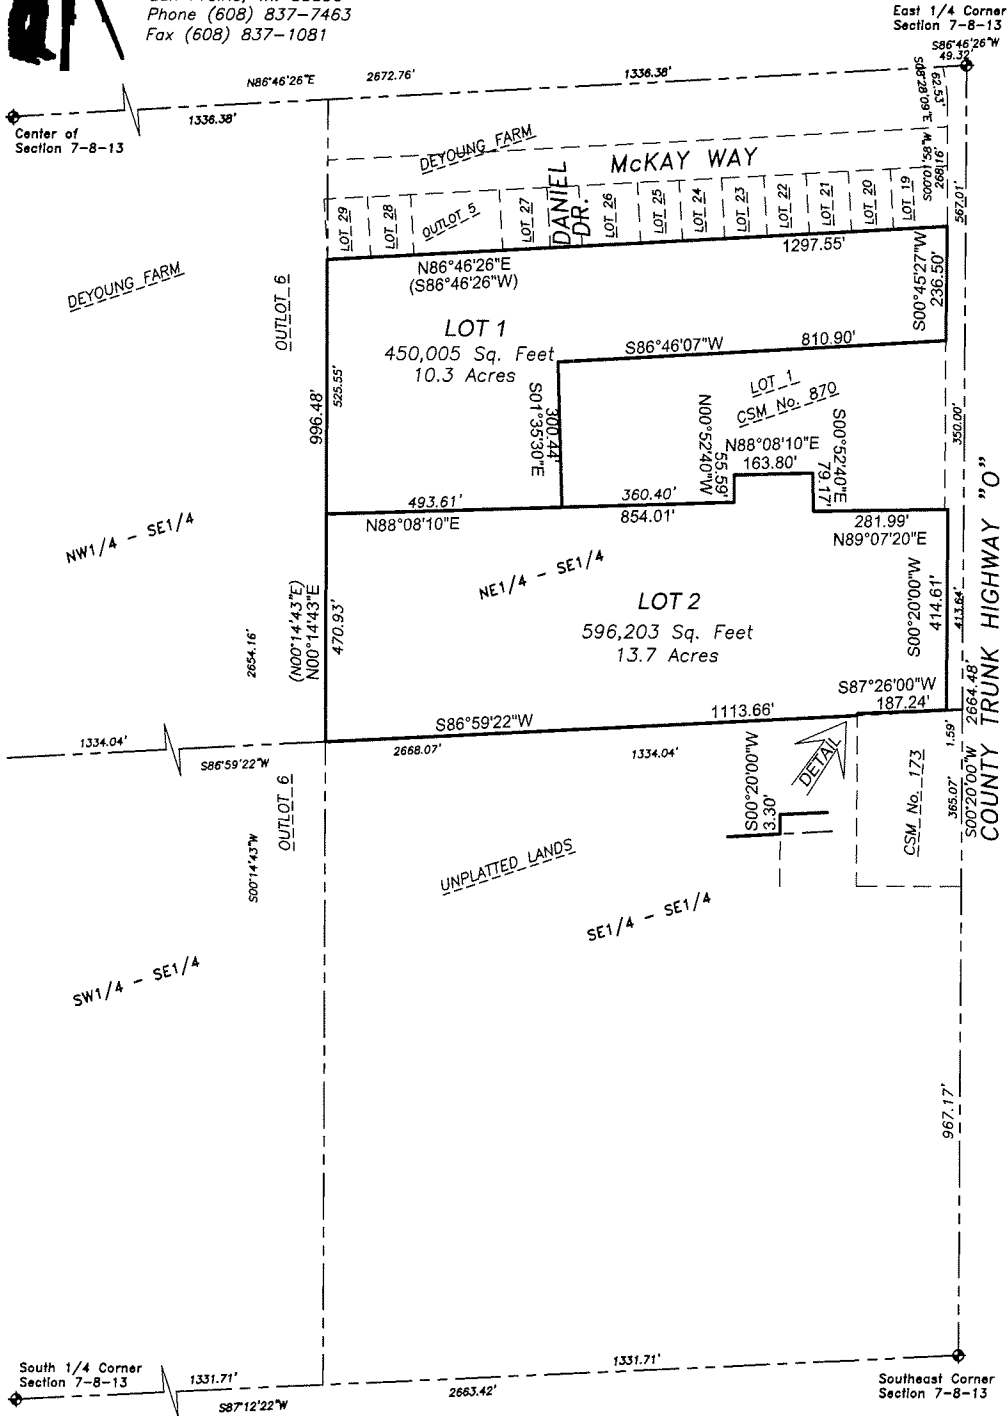 Phone (608) 837-7463
Fax (608) 837-1081
East 1/4 Corner
Section 7-8-13
S86°46'26"W
49.32'
N86°46'26"E
2672.76'
1336.38'
1336.38'
Center of
Section 7-8-13
S08°28'09"E
62.53'
S00°01'58"W
268.16'
567.01'
DEYOUNG FARM
McKAY WAY
DANIEL
DR.
LOT 29
LOT 28
OUTLOT 5
LOT 27
LOT 26
LOT 25
LOT 24
LOT 23
LOT 22
LOT 21
LOT 20
LOT 19
1297.55'
N86°46'26"E
(S86°46'26"W)
S00°45'27"W
236.50'
DEYOUNG FARM
OUTLOT 6
LOT 1
450,005 Sq. Feet
10.3 Acres
S86°46'07"W
810.90'
996.48'
525.55'
S01°35'30"E
300.44'
LOT 1
CSM No. 870
N00°52'40"W
55.59'
N88°08'10"E
163.80'
S00°52'40"E
79.17'
350.00'
493.61'
N88°08'10"E
360.40'
854.01'
281.99'
N89°07'20"E
NW1/4 - SE1/4
NE1/4 - SE1/4
LOT 2
596,203 Sq. Feet
13.7 Acres
S00°20'00"W
414.61'
413.64'
COUNTY TRUNK HIGHWAY "O"
(N00°14'43"E)
N00°14'43"E
470.93'
2654.16'
S87°26'00"W
187.24'
S86°59'22"W
1113.66'
1334.04'
S86°59'22"W
2668.07'
1334.04'
DETAIL
S00°20'00"W
3.30'
1.59'
S00°20'00"W 2664.48'
365.07'
CSM No. 173
OUTLOT 6
S00°14'43"W
UNPLATTED LANDS
SE1/4 - SE1/4
SW1/4 - SE1/4
967.17'
South 1/4 Corner
Section 7-8-13
1331.71'
S87°12'22"W
2663.42'
1331.71'
Southeast Corner
Section 7-8-13